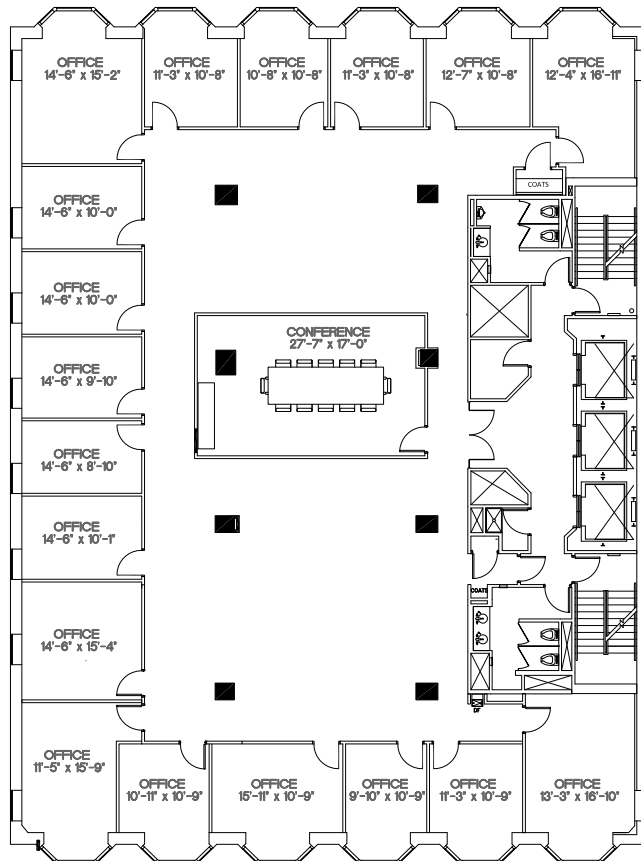 OFFICE
14'-6" x 15'-2"
OFFICE
11'-3" x 10'-8"
OFFICE
10'-8" x 10'-8"
OFFICE
11'-3" x 10'-8"
OFFICE
12'-7" x 10'-8"
OFFICE
12'-4" x 16'-11"
COATS
OFFICE
14'-6" x 10'-0"
OFFICE
14'-6" x 10'-0"
CONFERENCE
27'-7" x 17'-0"
OFFICE
14'-6" x 9'-10"
OFFICE
14'-6" x 8'-10"
OFFICE
14'-6" x 10'-1"
COATS
OFFICE
14'-6" x 15'-4"
DF
OFFICE
11'-5" x 15'-9"
OFFICE
10'-11" x 10'-9"
OFFICE
15'-11" x 10'-9"
OFFICE
9'-10" x 10'-9"
OFFICE
11'-3" x 10'-9"
OFFICE
13'-3" x 16'-10"